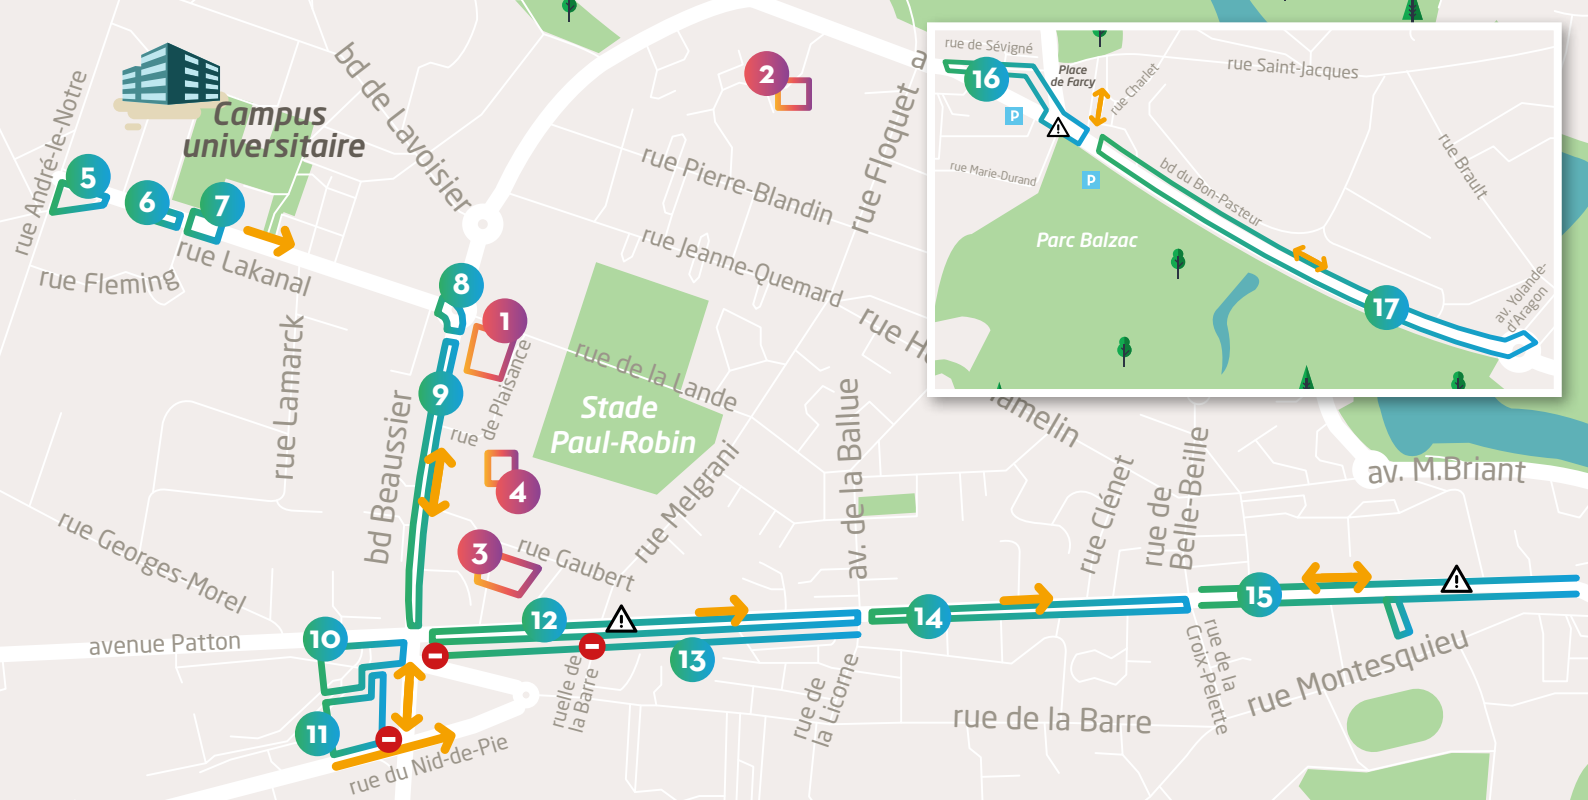 rue André-le-Notre
Campus
universitaire
5
6
7
rue Lakanal
rue Fleming
bd de Lavoisier
2
rue Pierre-Blandin
rue Floquet
a
rue Jeanne-Quemard
8
1
rue Lamarck
9
rue
de Plaisance
rue de la Lande
Stade
Paul-Robin
4
bd Beaussier
rue Georges-Morel
3
rue Gaubert
rue Melgrani
av. de la Ballue
rue Ha
hamelin
rue Clénet
rue de
Belle-Beille
av. M.Briant
avenue Patton
10
11
12
13
14
15
ruelle de
la Barre
rue de
la Licorne
rue de la Barre
rue de la
Croix-Pelette
rue Montesquieu
rue du Nid-de-Pie
rue de Sévigné
16
Place
de Farcy
P
rue Charlet
rue Saint-Jacques
rue Brault
rue Marie-Durand
P
bd du Bon-Pasteur
Parc Balzac
17
av. Yolande-
d'Aragon